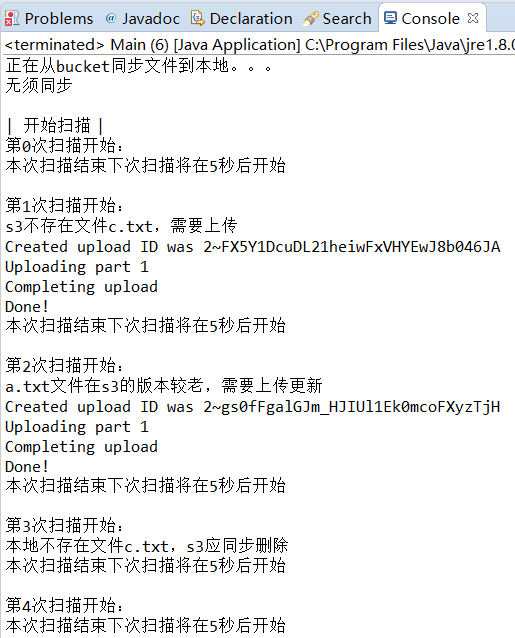 Problems @ Javadoc Declaration Search Console
<terminated> Main (6) [Java Application] C:\Program Files\Java\jre1.8.0
正在从bucket同步文件到本地。。。
无须同步
| 开始扫描 |
第0次扫描开始：
本次扫描结束下次扫描将在5秒后开始
第1次扫描开始：
s3不存在文件c.txt，需要上传
Created upload ID was 2~FX5Y1DcuDL21heiwFxVHYEwJ8b046JA
Uploading part 1
Completing upload
Done!
本次扫描结束下次扫描将在5秒后开始
第2次扫描开始：
a.txt文件在s3的版本较老，需要上传更新
Created upload ID was 2~gs0fFgalGJm_HJIUl1Ek0mcoFXyzTjH
Uploading part 1
Completing upload
Done!
本次扫描结束下次扫描将在5秒后开始
第3次扫描开始：
本地不存在文件c.txt，s3应同步删除
本次扫描结束下次扫描将在5秒后开始
第4次扫描开始：
本次扫描结束下次扫描将在5秒后开始